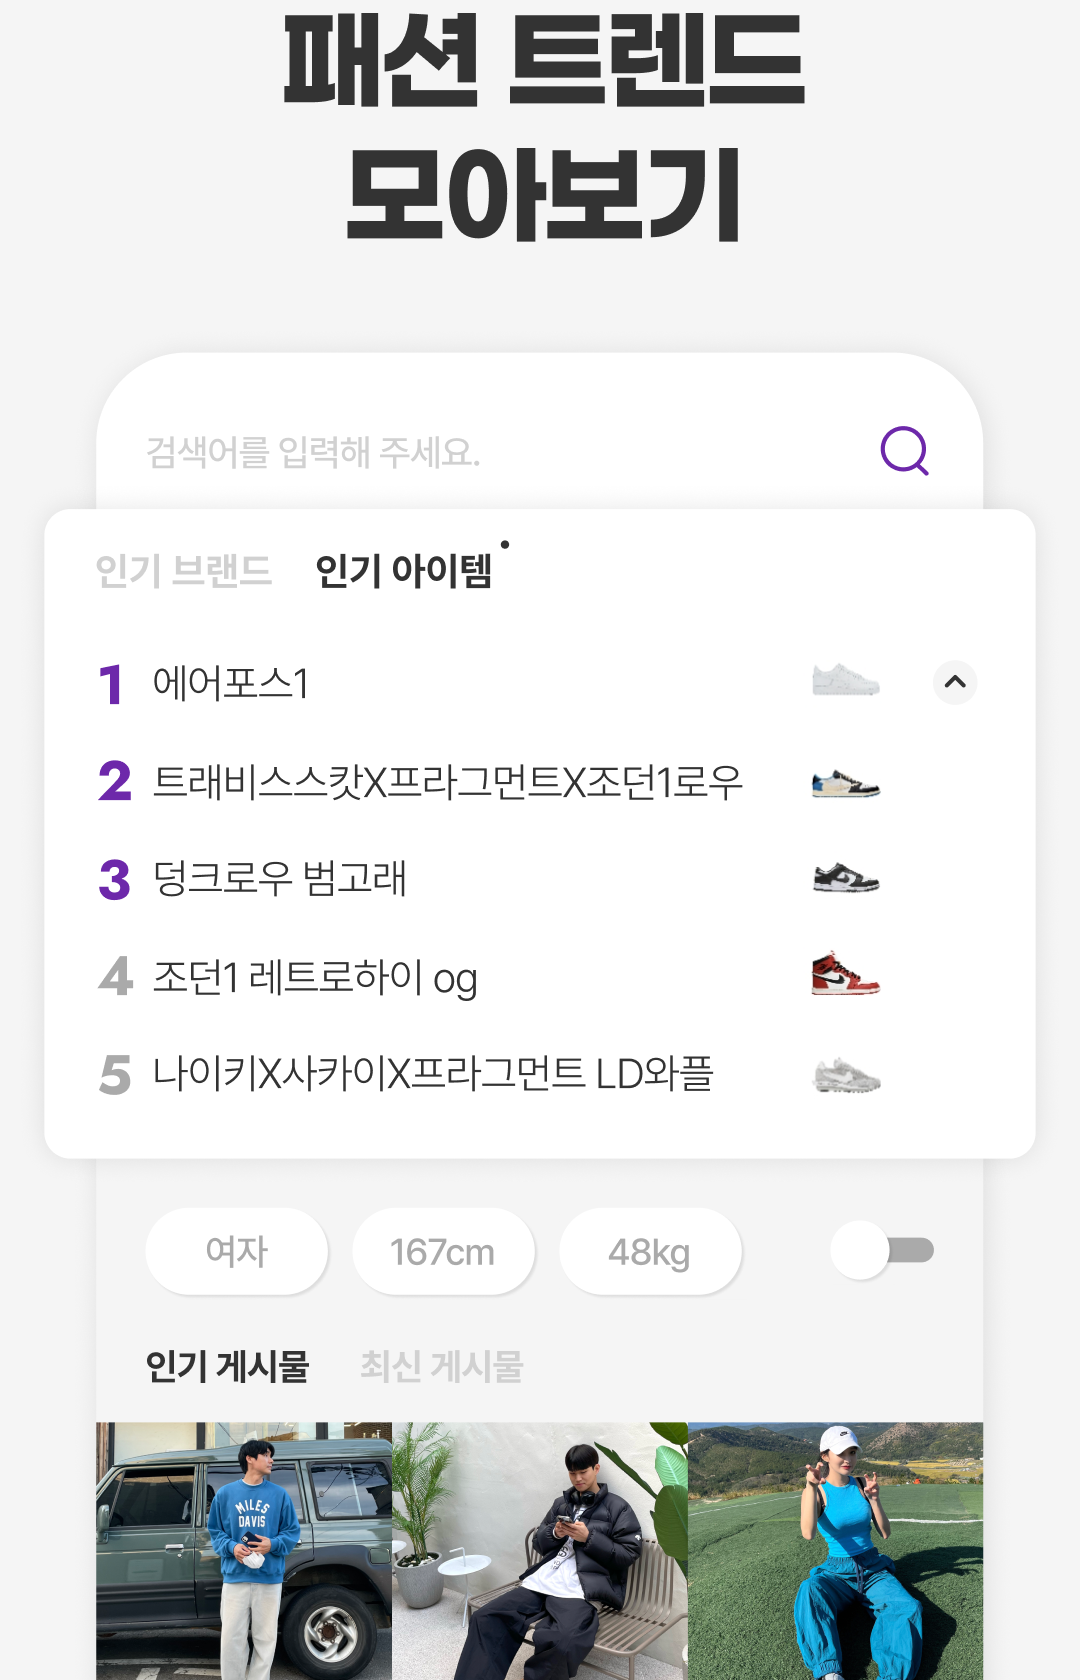 패션 트렌드
모아보기
검색어를 입력해 주세요.
인기 브랜드 인기 아이템
1 에어포스1
2 트래비스스캇X프라그먼트X조던1로우
3 덩크로우 범고래
4 조던1 레트로하이 og
5 나이키X사카이X프라그먼트 LD와플
여자 167cm 48kg
인기 게시물 최신 게시물
MILES
DAVIS